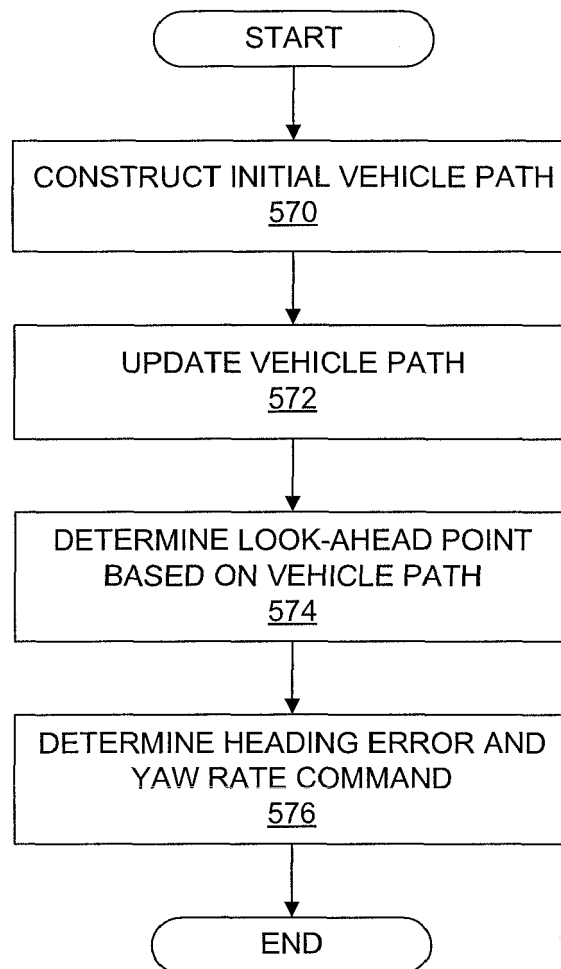 START
CONSTRUCT INITIAL VEHICLE PATH
570
UPDATE VEHICLE PATH
572
DETERMINE LOOK-AHEAD POINT
BASED ON VEHICLE PATH
574
DETERMINE HEADING ERROR AND
YAW RATE COMMAND
576
END